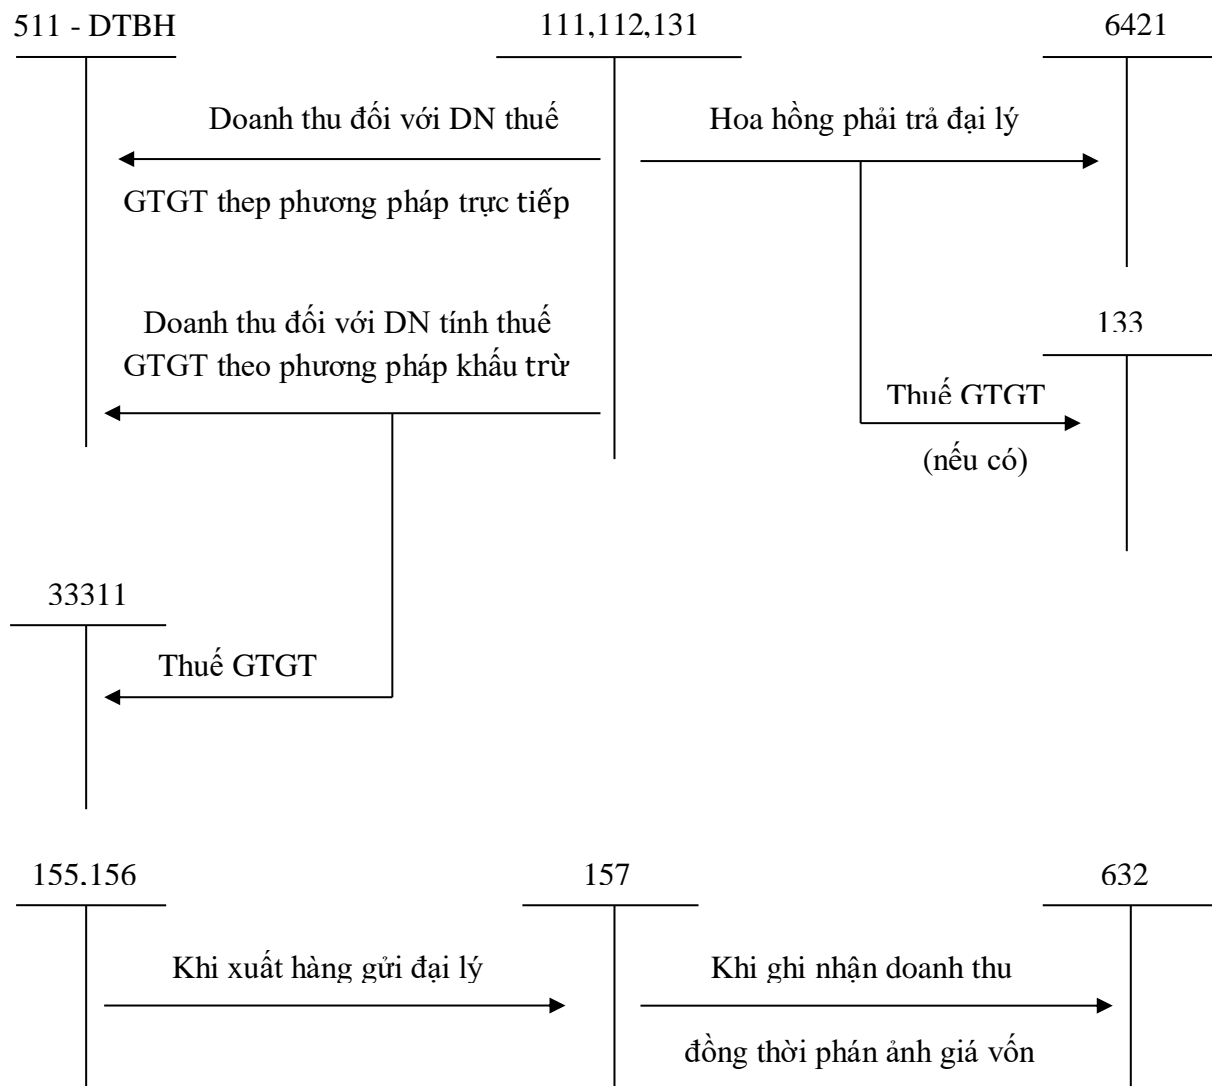 511 - DTBH
111,112,131
6421
Doanh thu đối với DN thuế
Hoa hồng phải trả đại lý
GTGT thep phương pháp trực tiếp
Doanh thu đối với DN tính thuế
133
GTGT theo phương pháp khấu trừ
Thuế GTGT
(nếu có)
33311
Thuế GTGT
155,156
157
632
Khi xuất hàng gửi đại lý
Khi ghi nhận doanh thu
đồng thời phán ảnh giá vốn